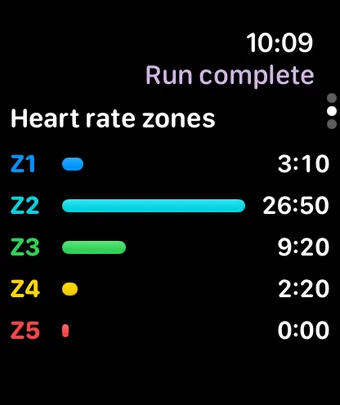 10:09
Run complete
Heart rate zones
Z1 3:10
Z2 26:50
Z3 9:20
Z4 2:20
Z5 0:00